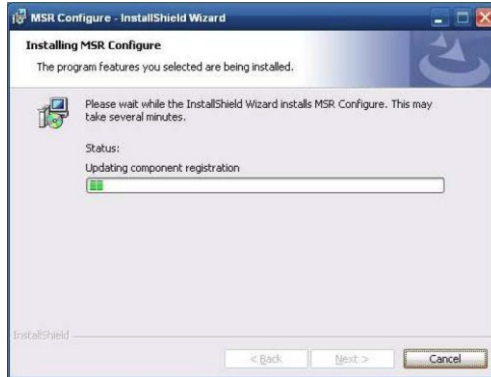 MSR Configure - InstallShield Wizard
Installing MSR Configure
The program features you selected are being installed.
Please wait while the InstallShield Wizard installs MSR Configure. This may
take several minutes.
Status:
Updating component registration
InstallShield
< Back Next > Cancel